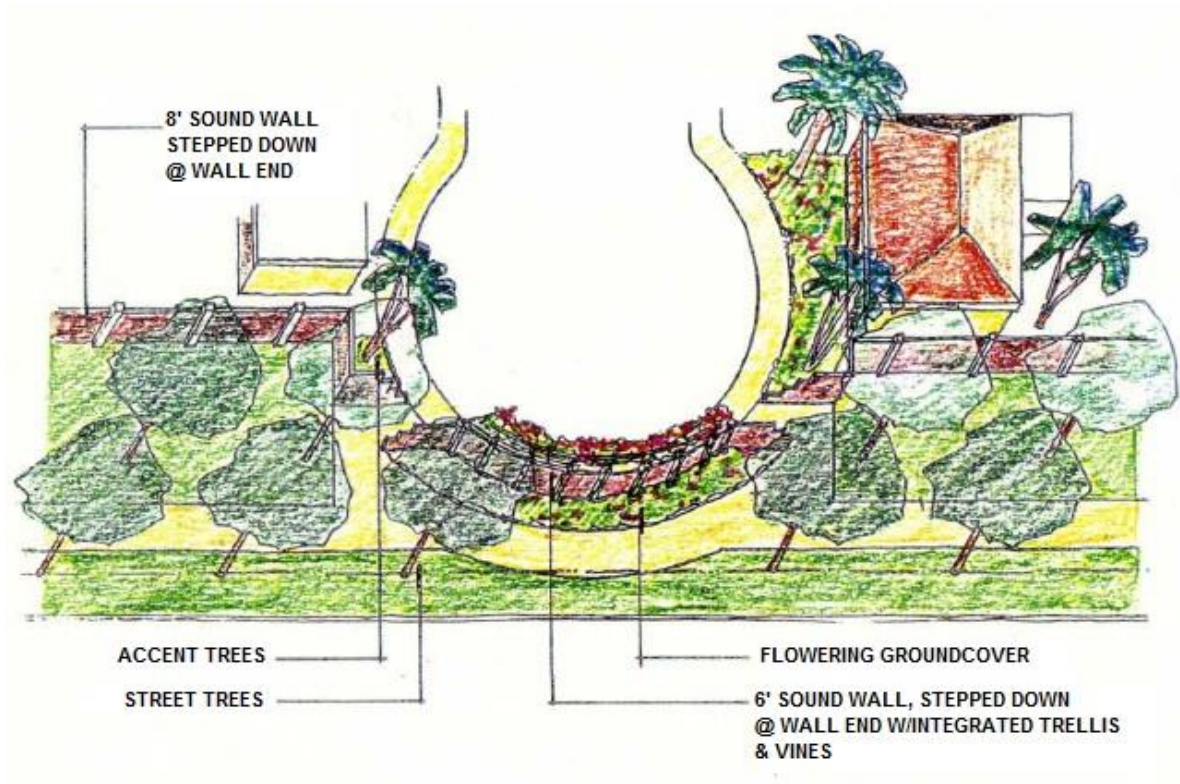 8' SOUND WALL
STEPPED DOWN
@ WALL END
ACCENT TREES
STREET TREES
FLOWERING GROUNDCOVER
6' SOUND WALL, STEPPED DOWN
@ WALL END W/INTEGRATED TRELLIS
& VINES